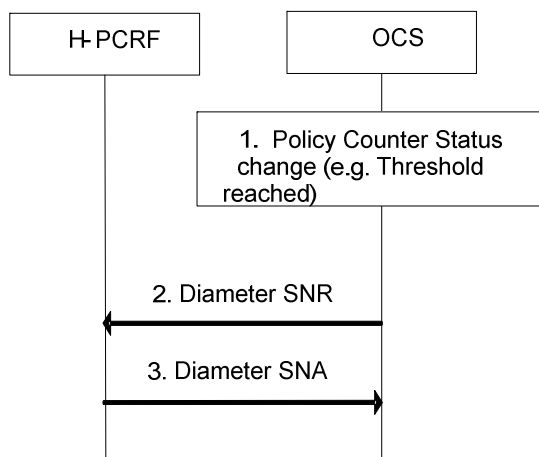 H-PCRF
OCS
1. Policy Counter Status
change (e.g. Threshold
reached)
2. Diameter SNR
3. Diameter SNA